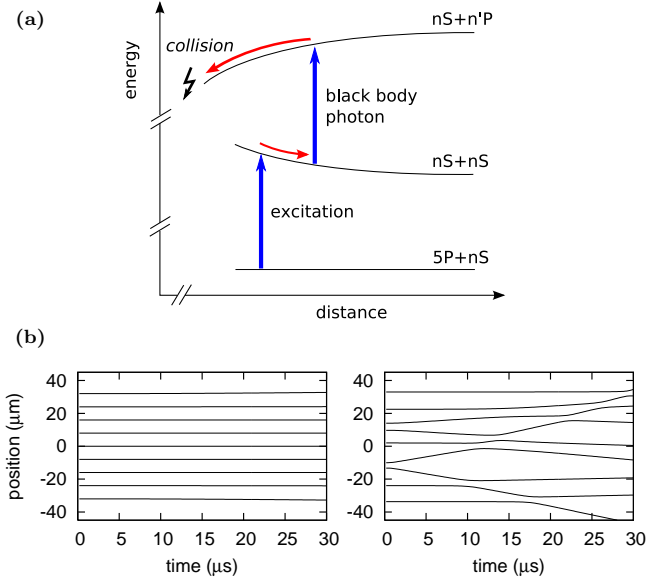 (a)
nS+n'P
collision
energy
black body
photon
nS+nS
excitation
5P+nS
distance
(b)
40
20
0
-20
-40
position (μm)
0 5 10 15 20 25 30
time (μs)
40
20
0
-20
-40
0 5 10 15 20 25 30
time (μs)